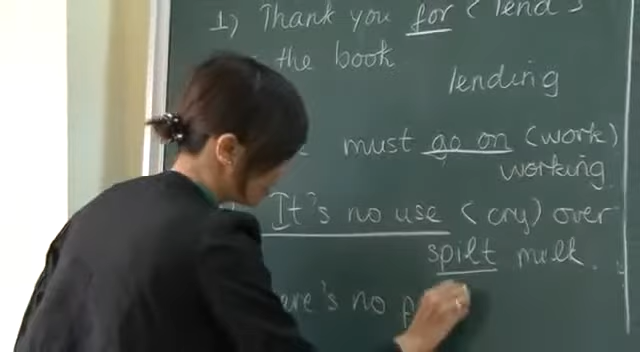 1) Thank you for (lend)
the book
lending
must go on (work)
working
It's no use (cry) over
spilt milk.
ere's no p